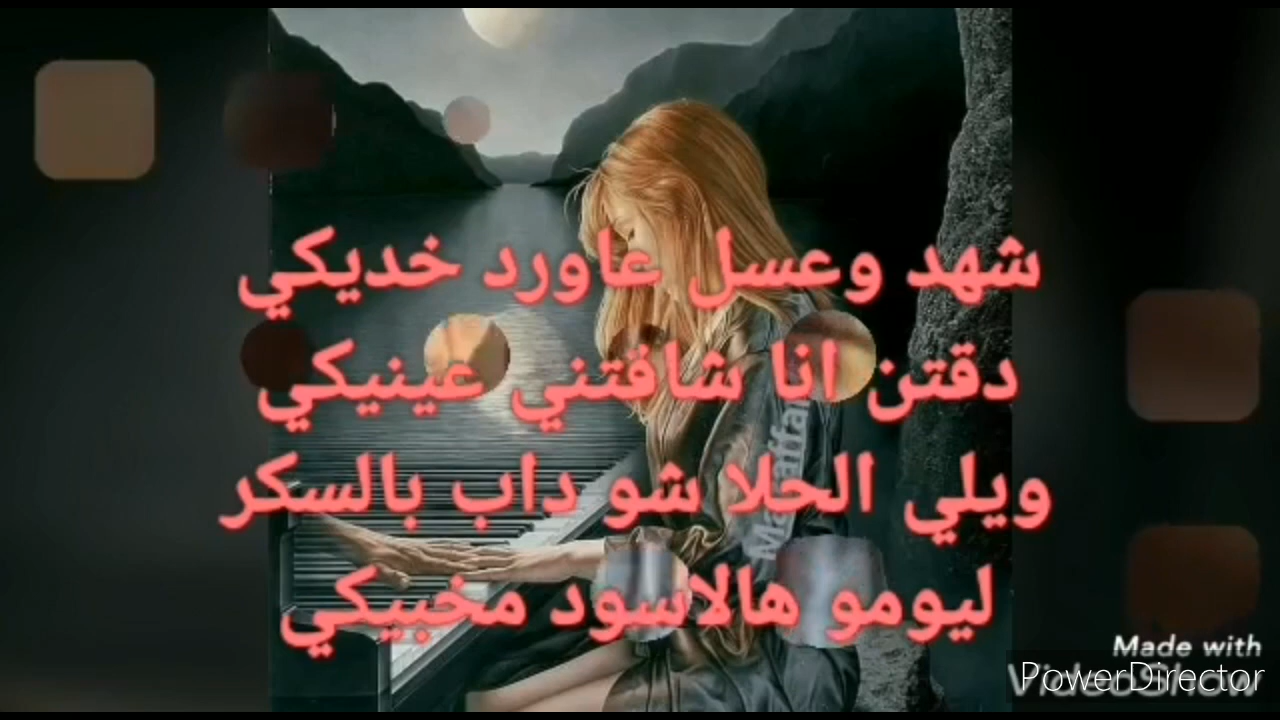 شهد وعسل عاورد خديكي
دقتن انا شافتني عينيكي
ويلي الحلا شو داب بالسكر
ليومو هالاسود مخبيكي
Made with
PowerDirector
VideoShow